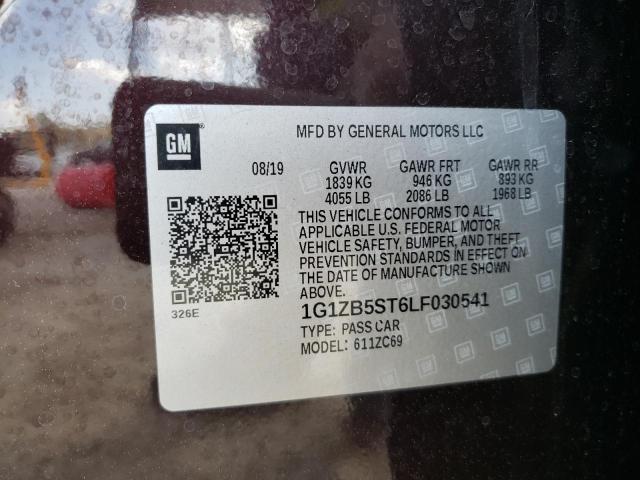 GM
MFD BY GENERAL MOTORS LLC
08/19 GVWR GAWR FRT GAWR RR
1839 KG 946 KG 893 KG
4055 LB 2086 LB 1968 LB
THIS VEHICLE CONFORMS TO ALL
APPLICABLE U.S. FEDERAL MOTOR
VEHICLE SAFETY, BUMPER, AND THEFT
PREVENTION STANDARDS IN EFFECT ON
THE DATE OF MANUFACTURE SHOWN
ABOVE.
326E
1G1ZB5ST6LF030541
TYPE: PASS CAR
MODEL: 611ZC69